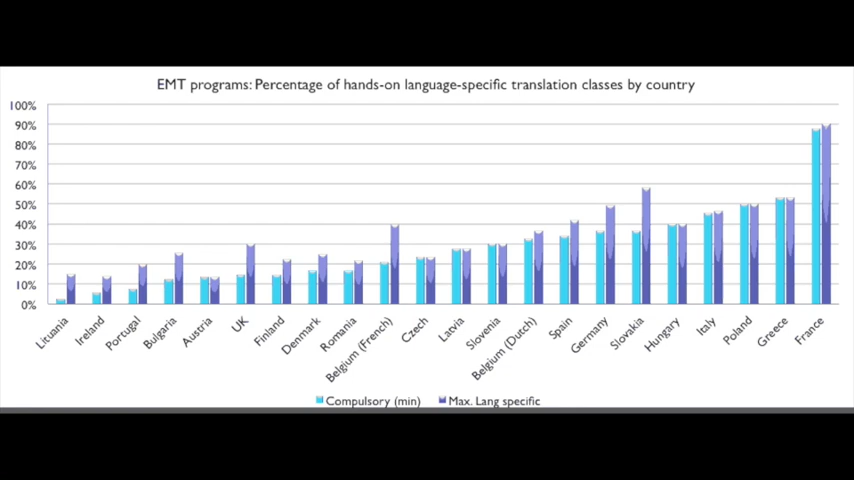 EMT programs: Percentage of hands-on language-specific translation classes by country
100%
90%
80%
70%
60%
50%
40%
30%
20%
10%
0%
Lituania
Ireland
Portugal
Bulgaria
Austria
UK
Finland
Denmark
Romania
Belgium (French)
Czech
Latvia
Slovenia
Belgium (Dutch)
Spain
Germany
Slovakia
Hungary
Italy
Poland
Greece
France
Compulsory (min) Max. Lang specific